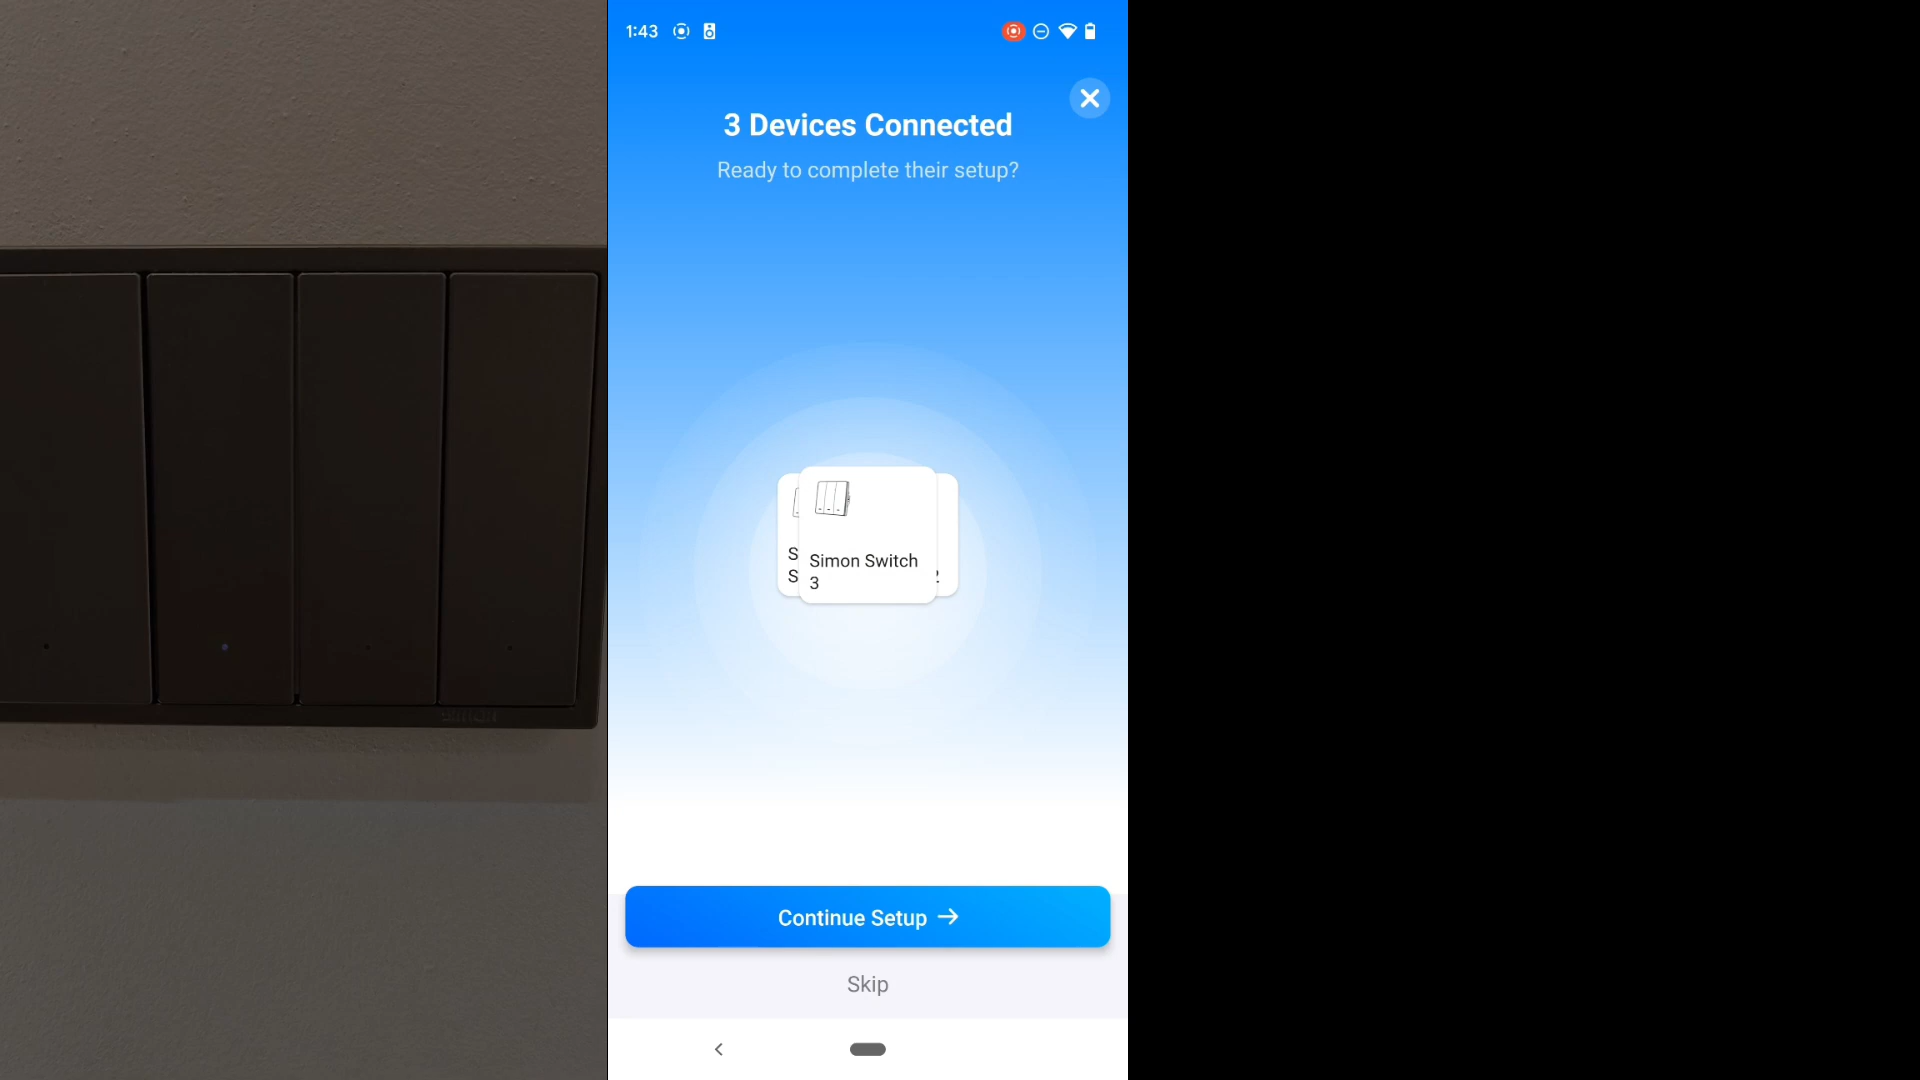 1:43
3 Devices Connected
Ready to complete their setup?
S
S
Simon Switch
3
Continue Setup →
Skip